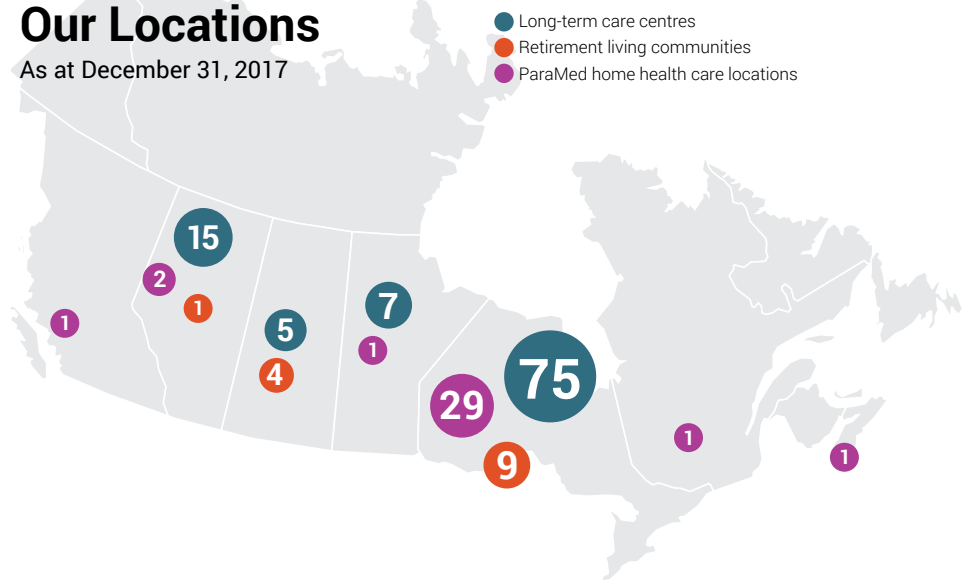 Our Locations
As at December 31, 2017
Long-term care centres
Retirement living communities
ParaMed home health care locations
15
2
1
1
5
4
7
1
75
29
9
1
1